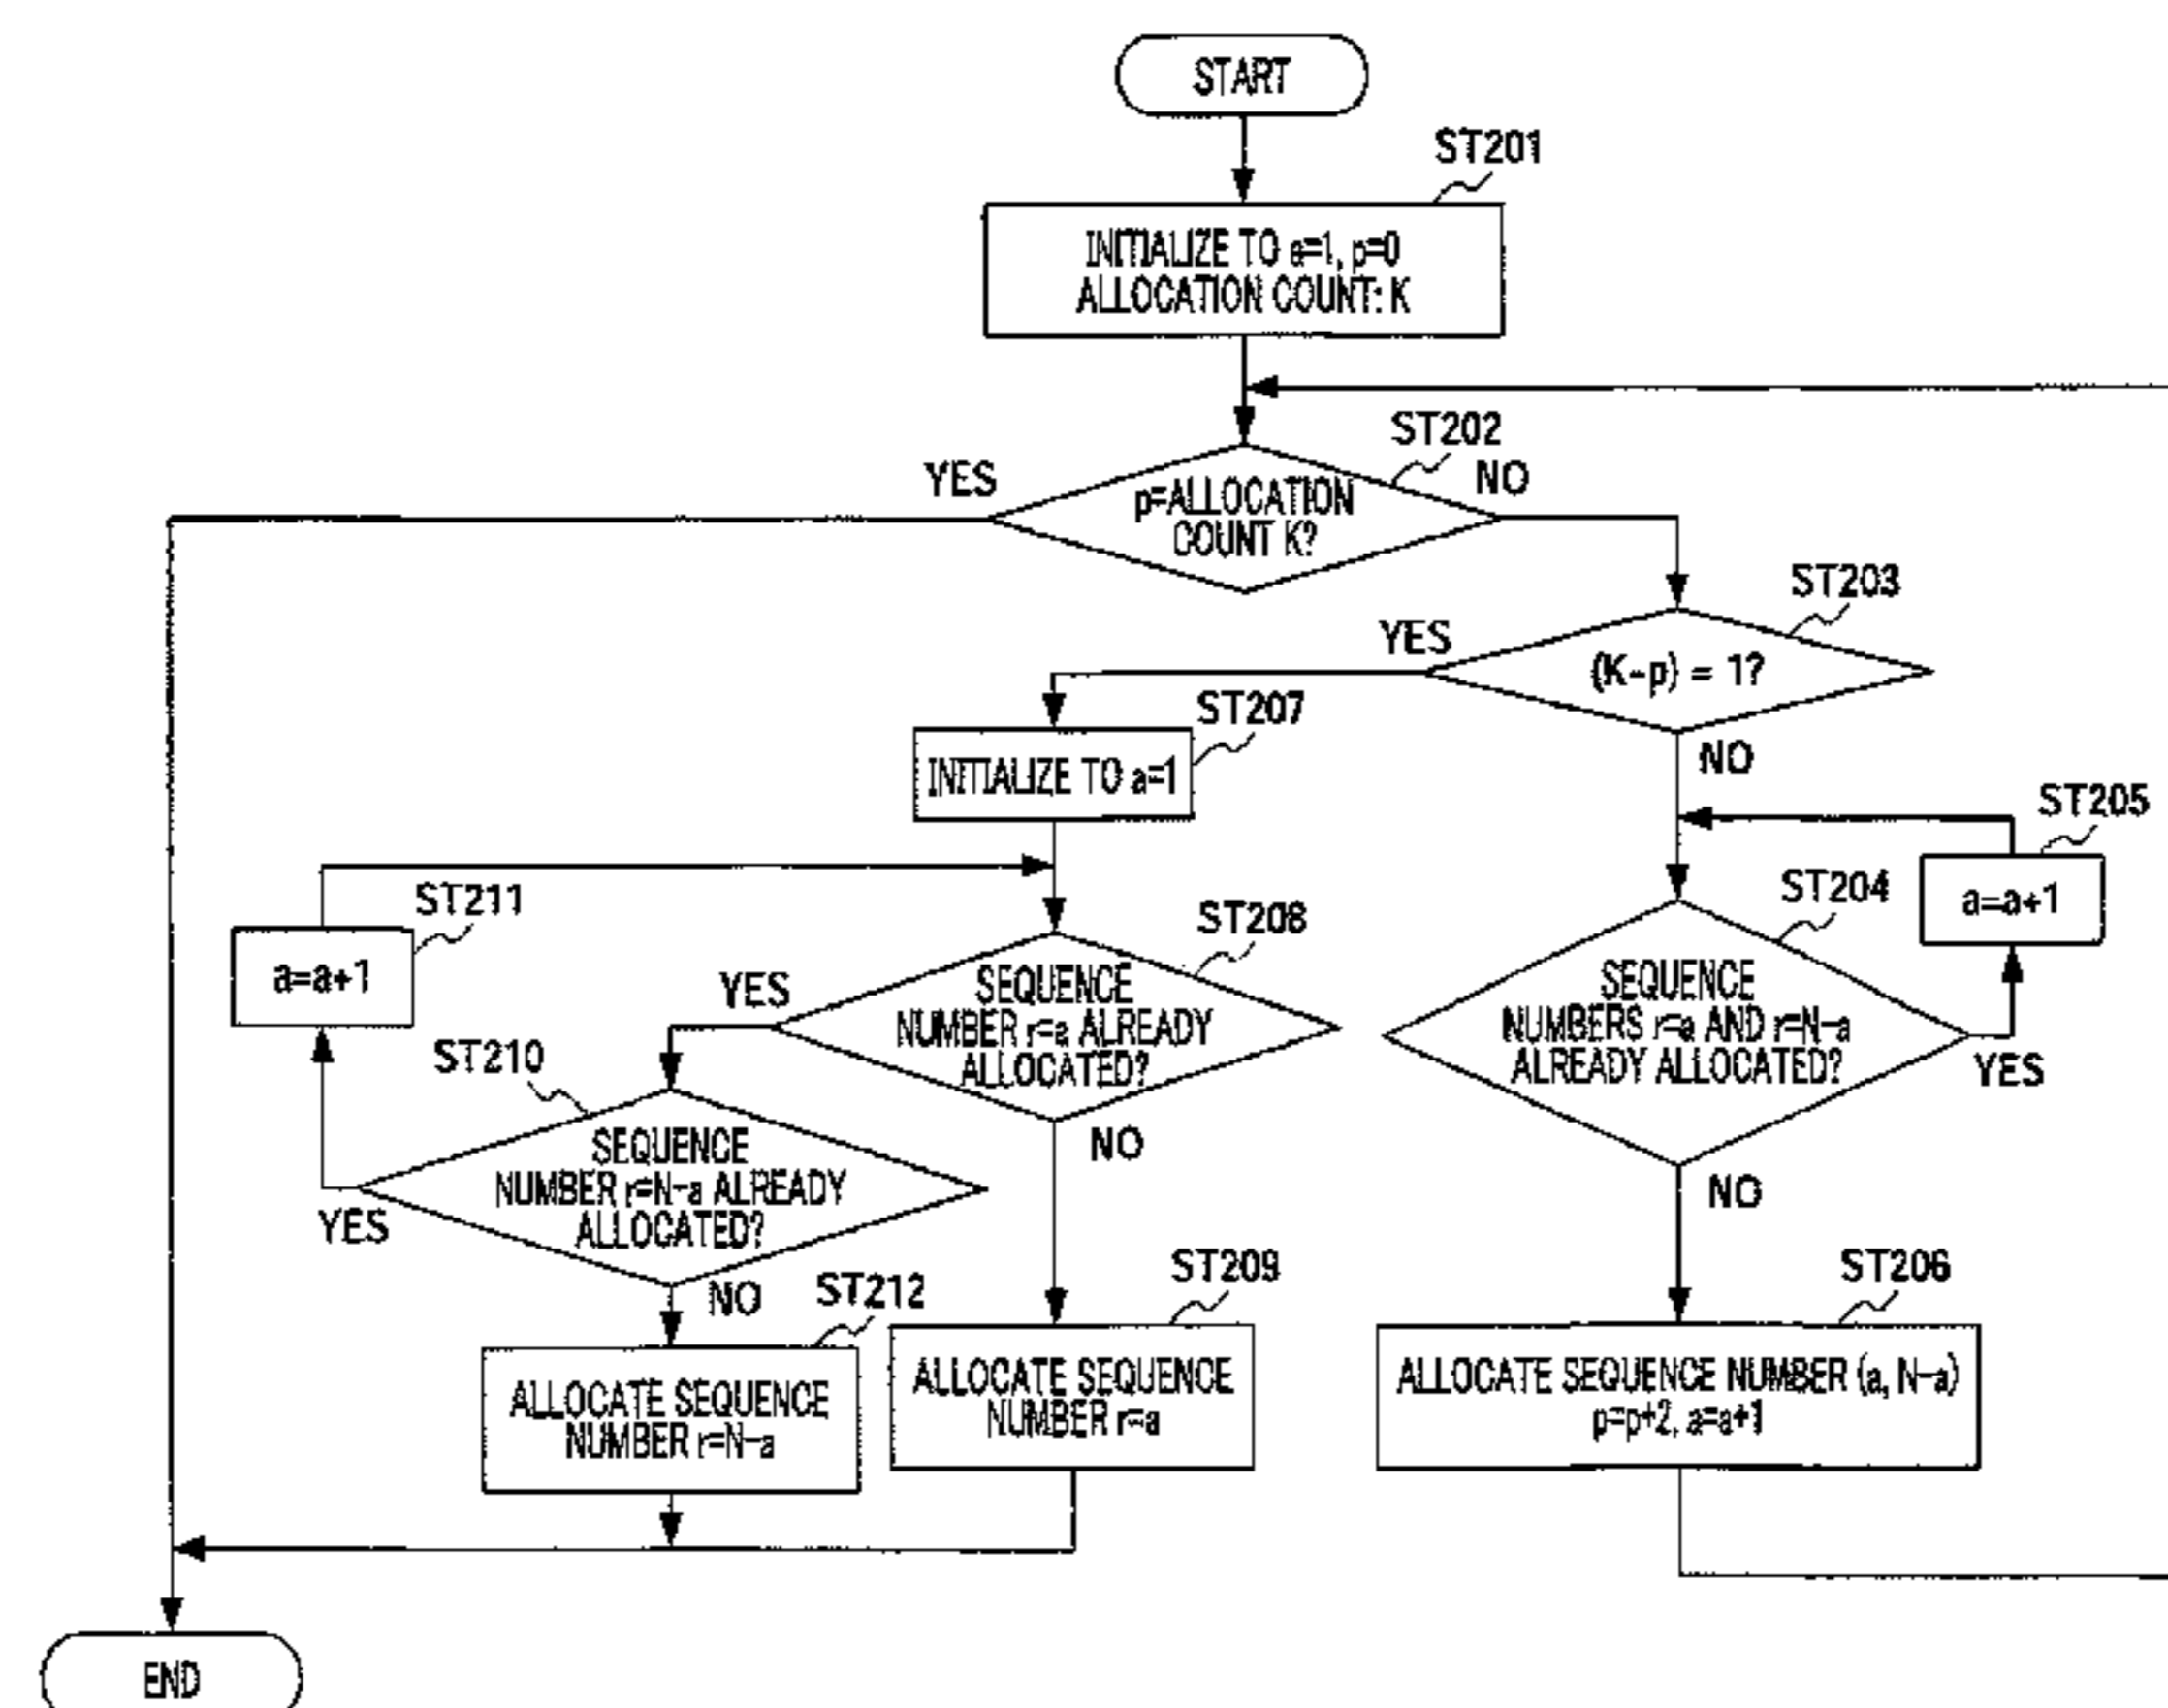 START
ST201
INITIALIZE TO a=1, p=0
ALLOCATION COUNT: K
ST202
YES
NO
p=ALLOCATION
COUNT K?
ST203
YES
(K-p) = 1?
NO
ST207
INITIALIZE TO a=1
ST205
a=a+1
ST211
a=a+1
ST208
YES
SEQUENCE
NUMBER r=a ALREADY
ALLOCATED?
NO
ST204
SEQUENCE
NUMBERS r=a AND r=N-a
ALREADY ALLOCATED?
YES
NO
ST210
SEQUENCE
NUMBER r=N-a ALREADY
ALLOCATED?
YES
NO
ST212
ALLOCATE SEQUENCE
NUMBER r=N-a
ST209
ALLOCATE SEQUENCE
NUMBER r=a
ST206
ALLOCATE SEQUENCE NUMBER (a, N-a)
p=p+2, a=a+1
END